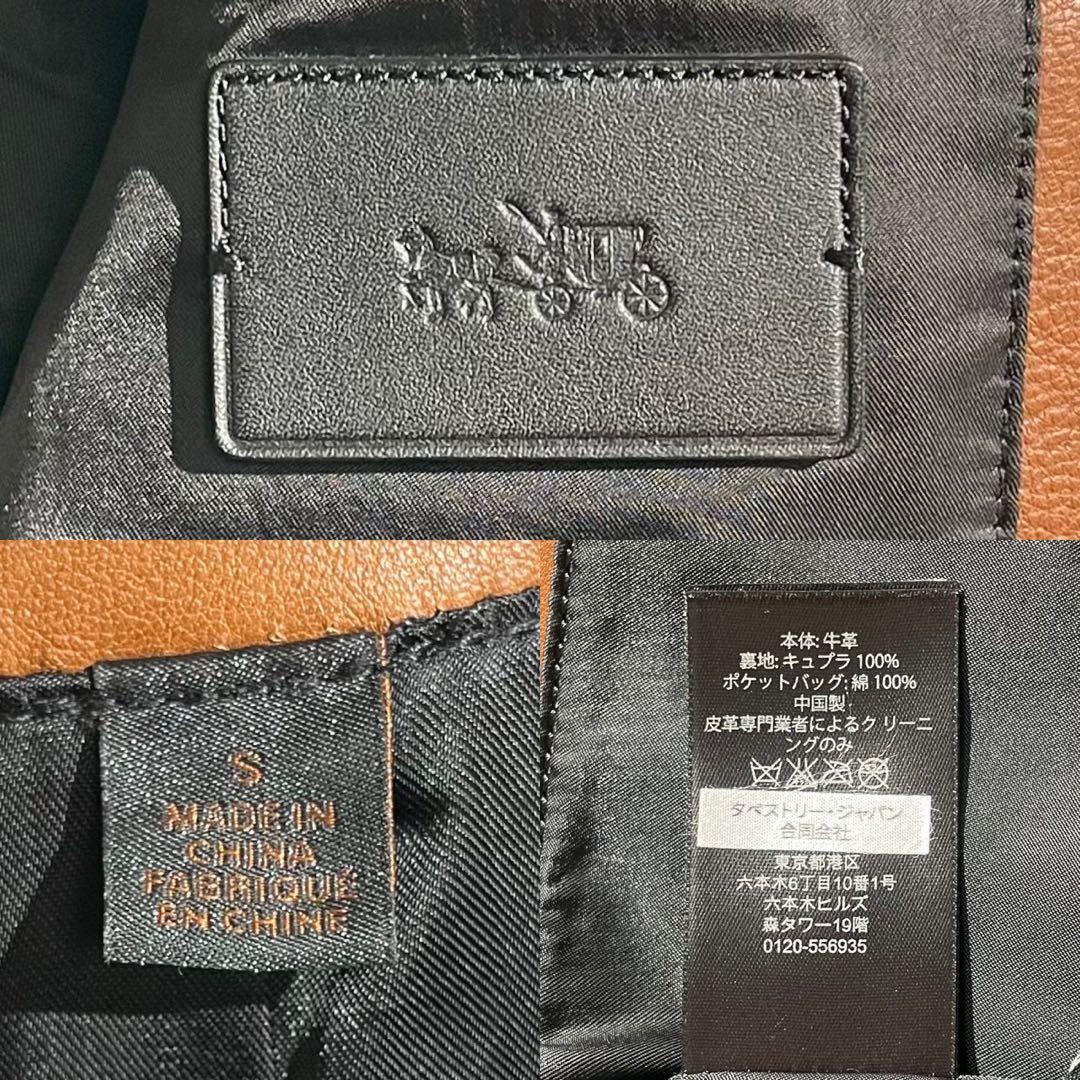 S
MADE IN
CHINA
FABRIQUÉ
EN CHINE
本体: 牛革
裏地: キュプラ 100%
ポケットバッグ: 綿 100%
中国製
皮革専門業者によるク リーニ
ングのみ
タペストリー・ジャパン
合同会社
東京都港区
六本木6丁目10番1号
六本木ヒルズ
森タワー19階
0120-556935